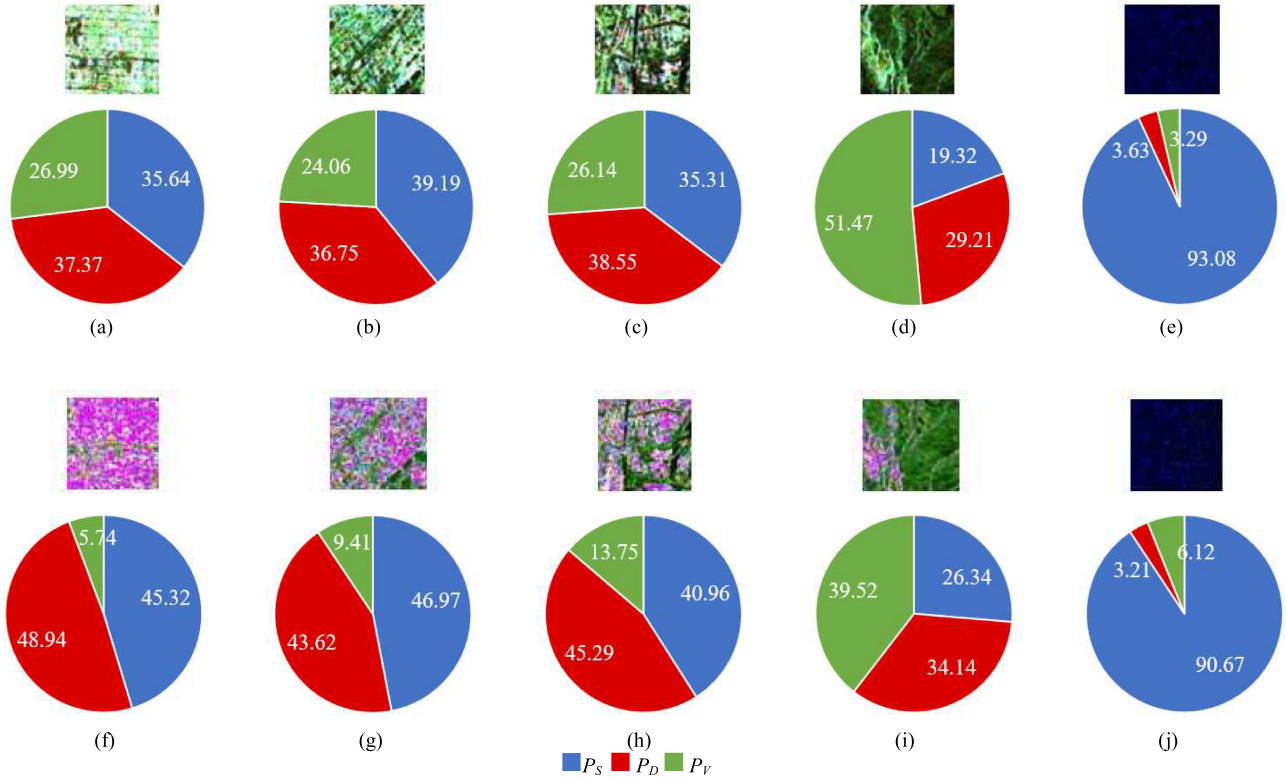 26.99 35.64 37.37
24.06 39.19 36.75
26.14 35.31 38.55
51.47 19.32 29.21
3.63 3.29 93.08
(a) (b) (c) (d) (e)
5.74 45.32 48.94
9.41 46.97 43.62
13.75 40.96 45.29
39.52 26.34 34.14
3.21 6.12 90.67
(f) (g) (h) (i) (j)
P_S P_D P_V